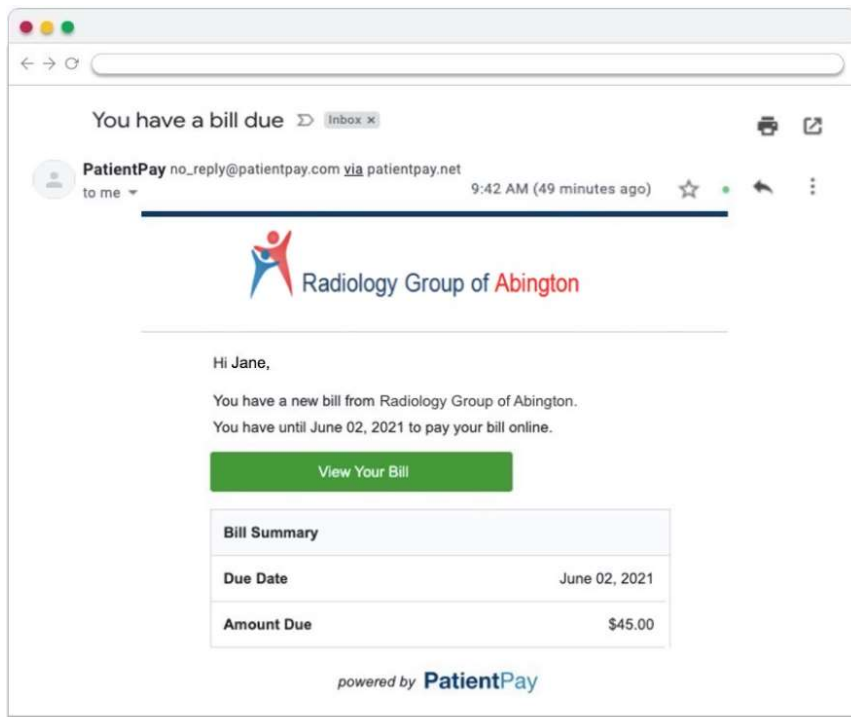 You have a bill due Inbox x
PatientPay no_reply@patientpay.com via patientpay.net
to me 9:42 AM (49 minutes ago)
Radiology Group of Abington
Hi Jane,
You have a new bill from Radiology Group of Abington.
You have until June 02, 2021 to pay your bill online.
View Your Bill
Bill Summary
Due Date June 02, 2021
Amount Due $45.00
powered by PatientPay